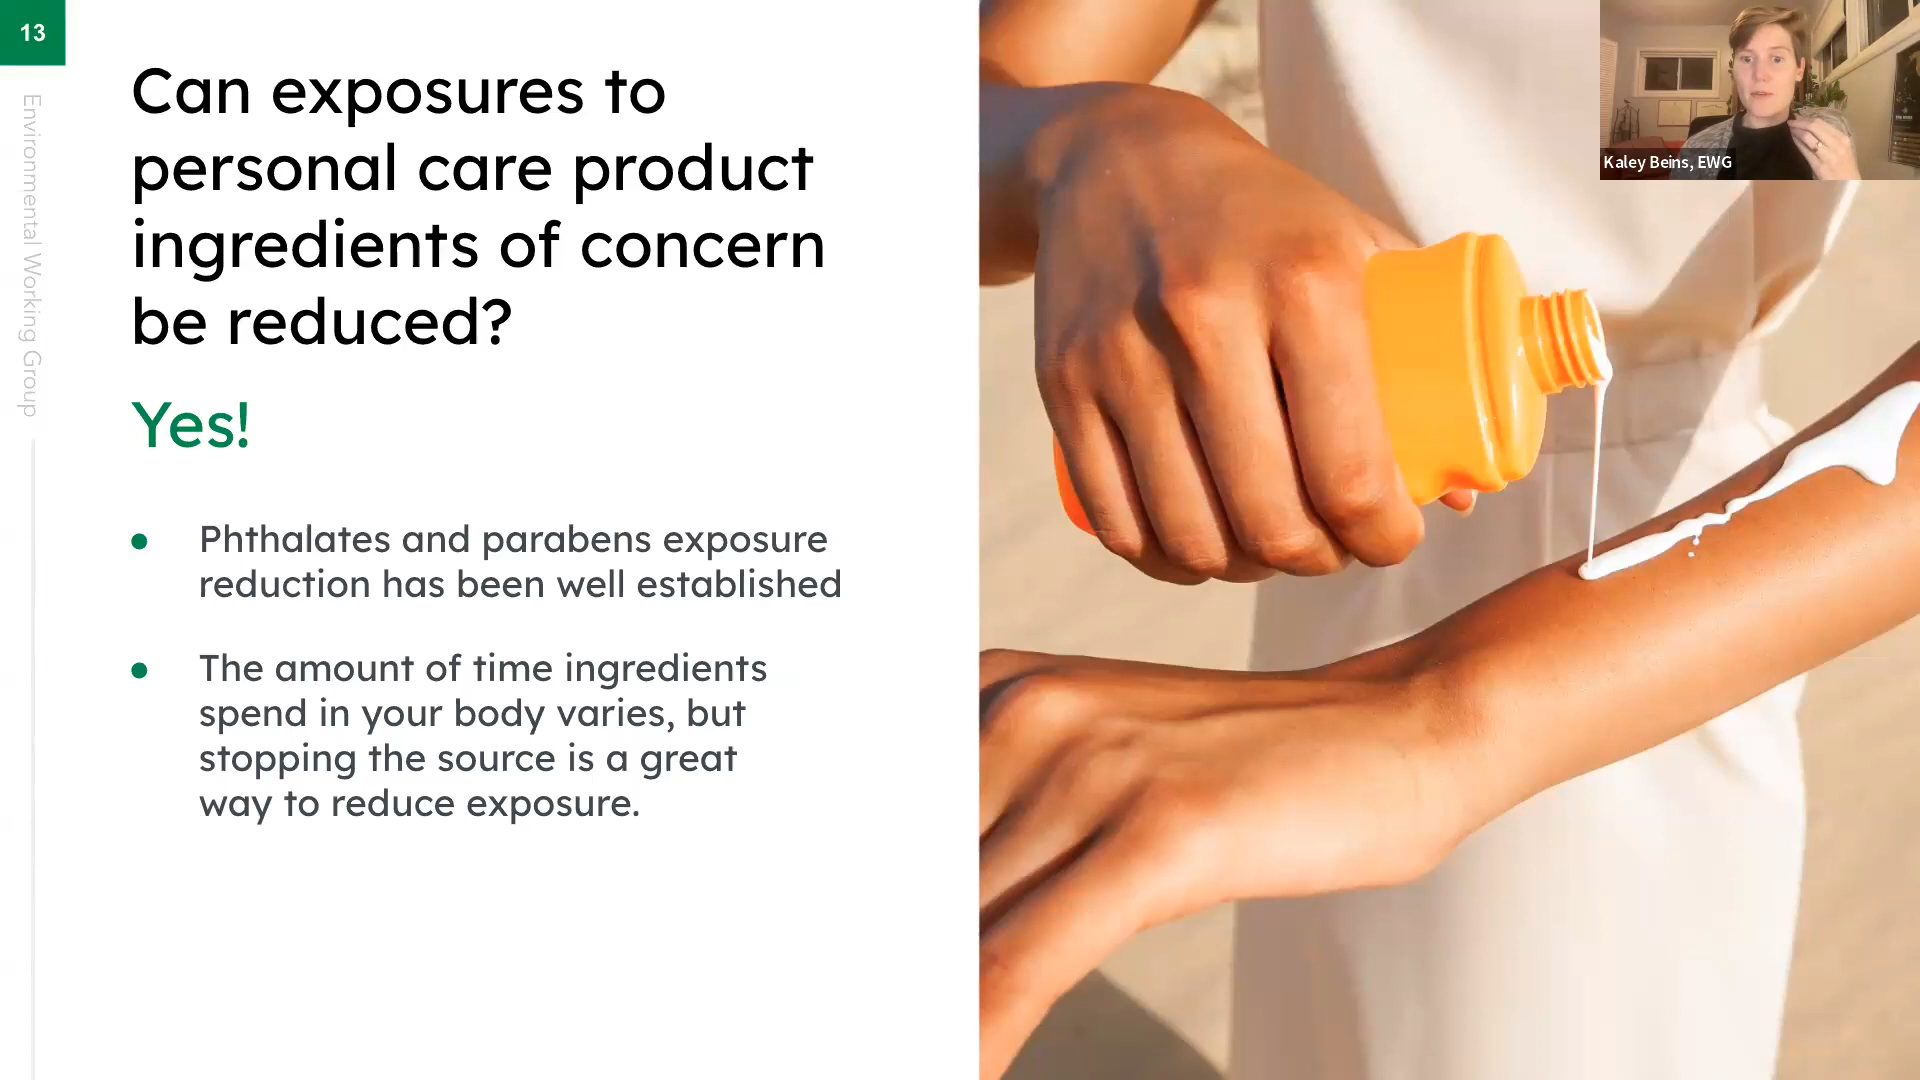 13
Environmental Working Group
Can exposures to
personal care product
ingredients of concern
be reduced?
Yes!
● Phthalates and parabens exposure
reduction has been well established
● The amount of time ingredients
spend in your body varies, but
stopping the source is a great
way to reduce exposure.
Kaley Beins, EWG